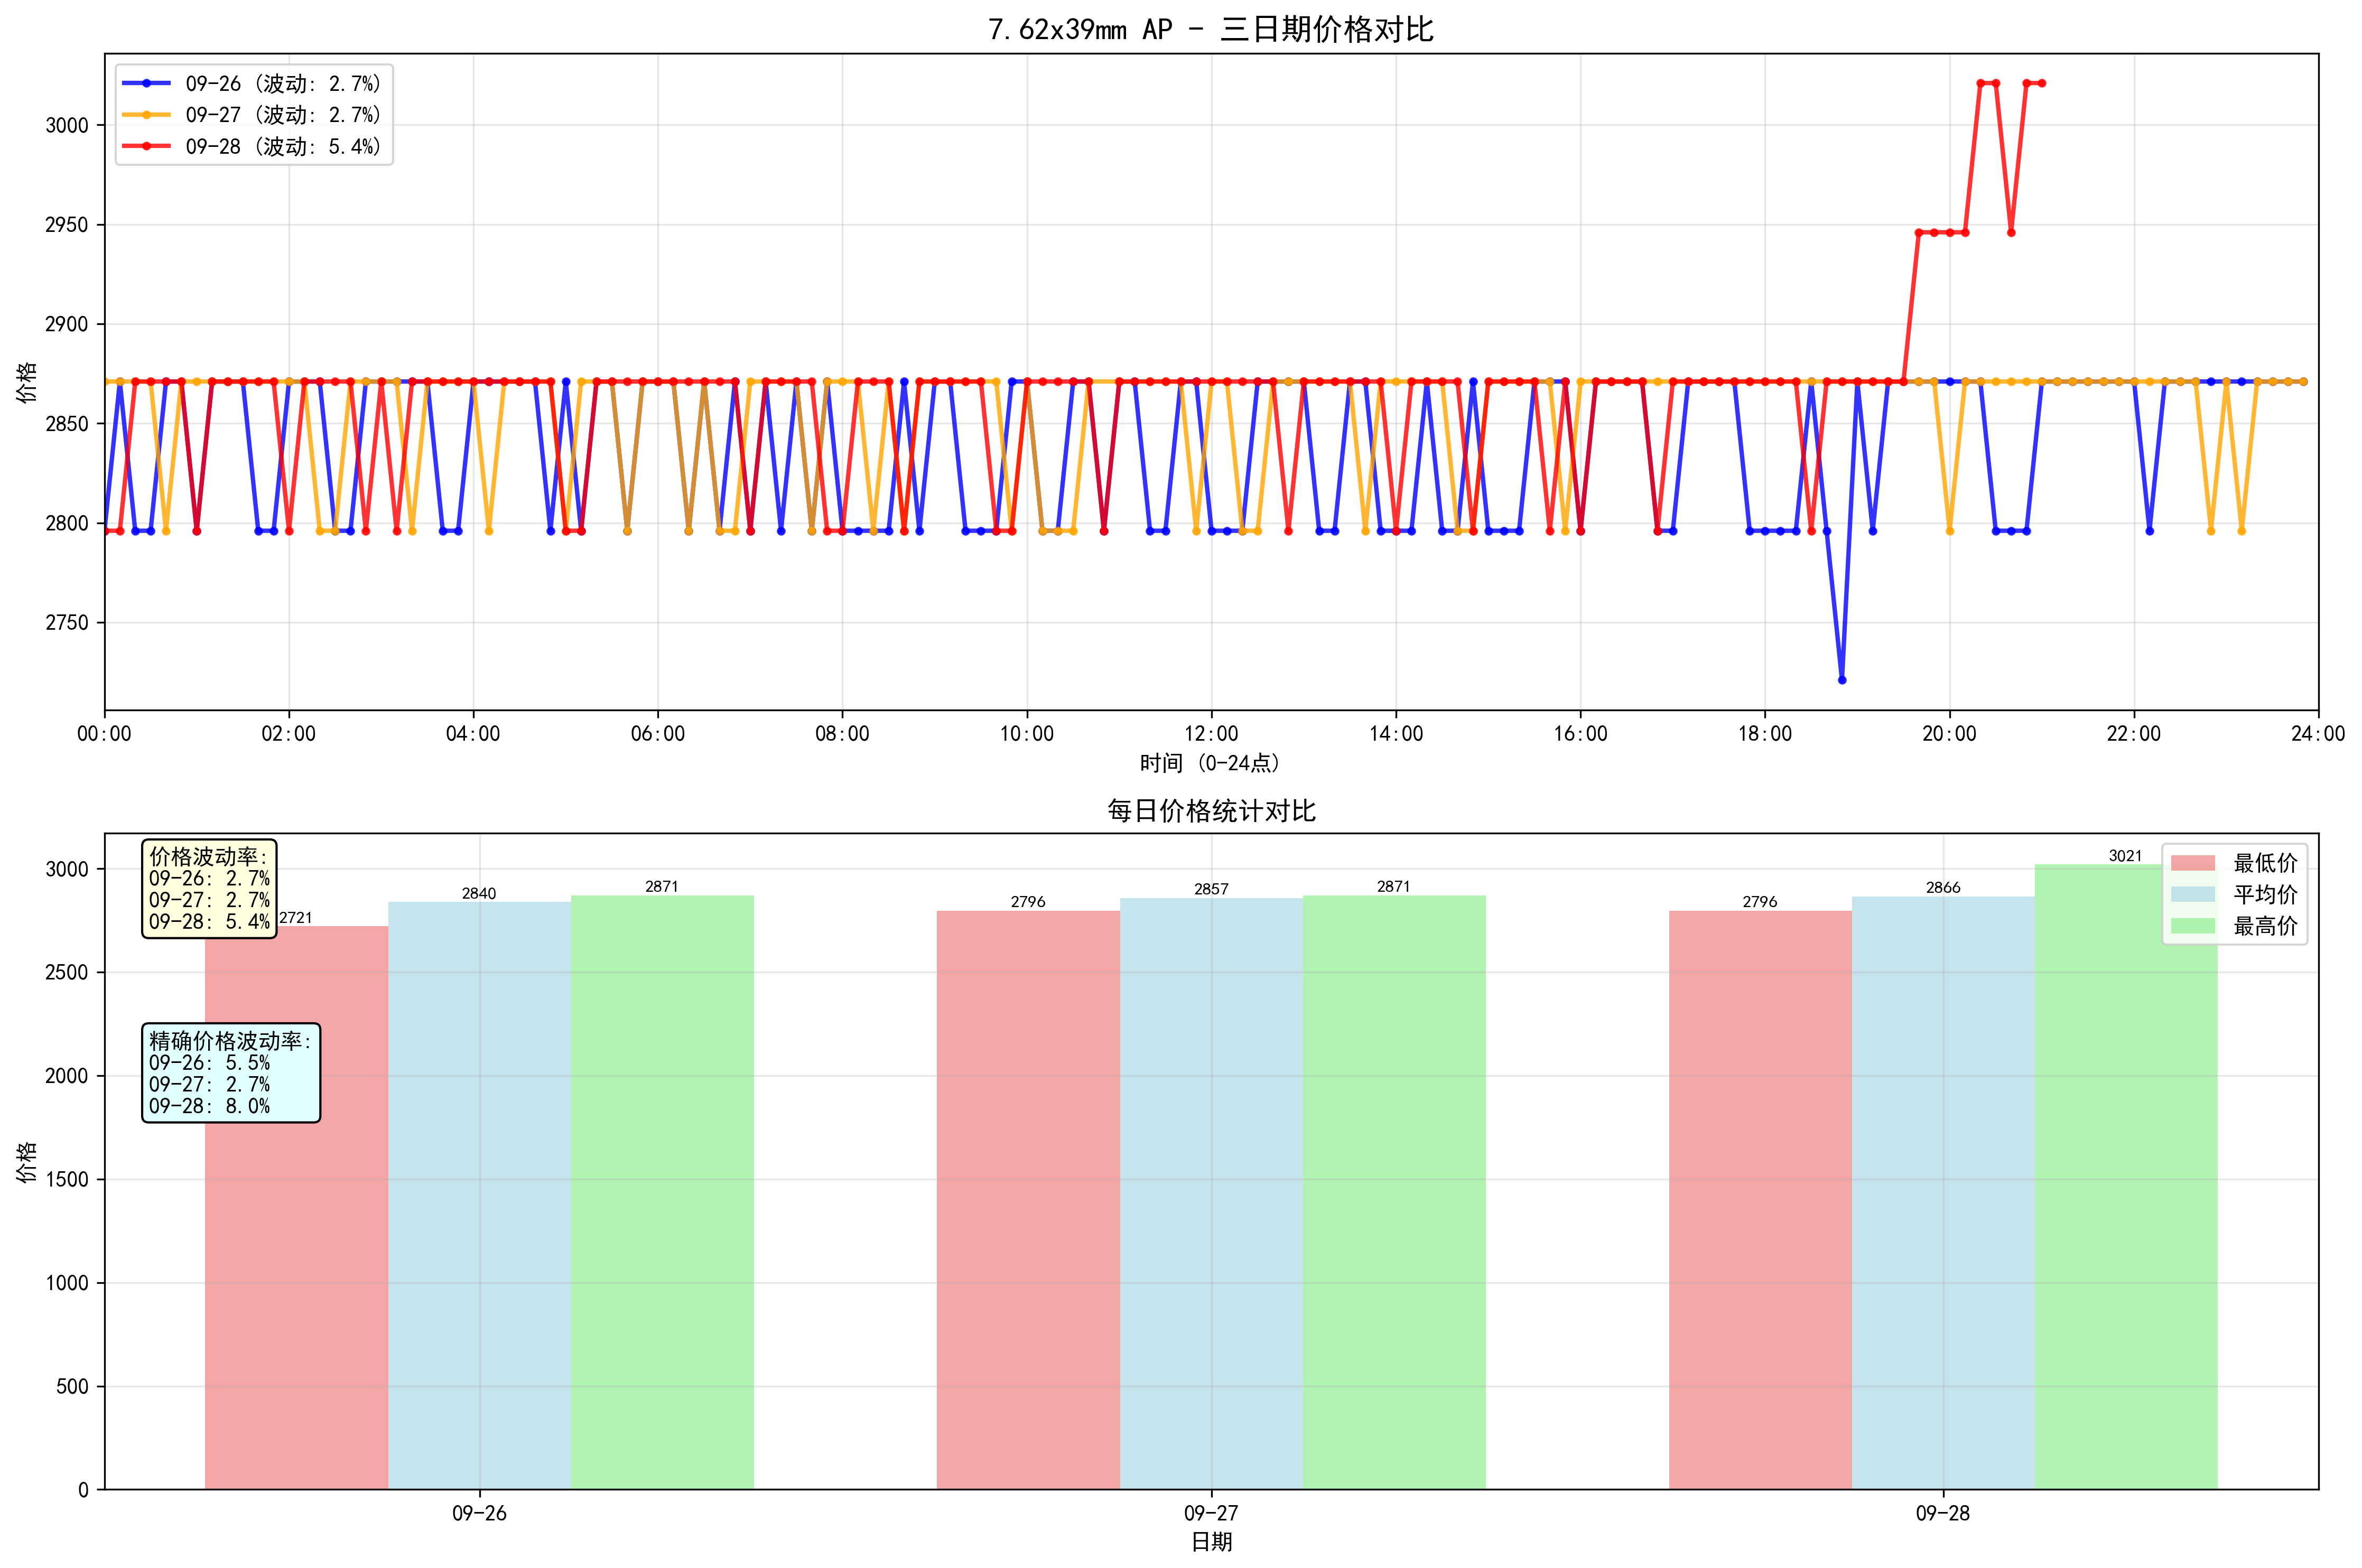 7.62x39mm AP - 三日期价格对比
09-26 (波动: 2.7%)
09-27 (波动: 2.7%)
09-28 (波动: 5.4%)
价格
3000
2950
2900
2850
2800
2750
00:00 02:00 04:00 06:00 08:00 10:00 12:00 14:00 16:00 18:00 20:00 22:00 24:00
时间 (0-24点)
每日价格统计对比
价格波动率:
09-26: 2.7%
09-27: 2.7%
09-28: 5.4%
精确价格波动率:
09-26: 5.5%
09-27: 2.7%
09-28: 8.0%
最低价
平均价
最高价
2721 2840 2871 2796 2857 2871 2796 2866 3021
价格
3000
2500
2000
1500
1000
500
0
09-26 09-27 09-28
日期